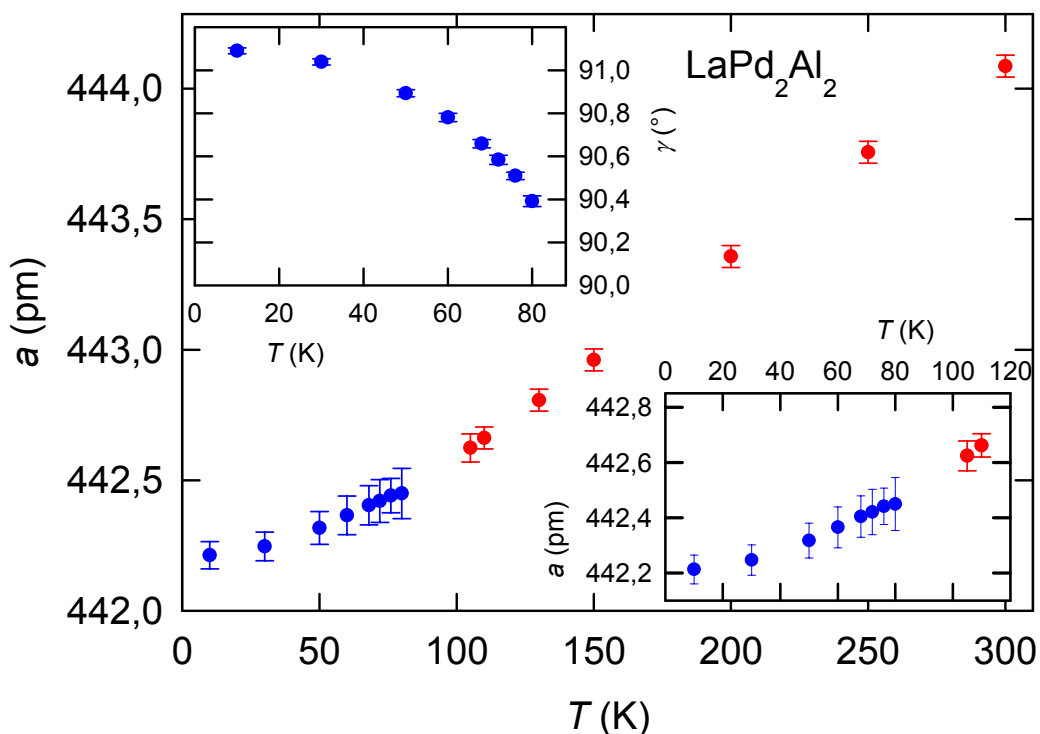 LaPd2Al2
444,0
443,5
443,0
442,5
442,0
a (pm)
0 50 100 150 200 250 300
T (K)
91,0
90,8
90,6
90,4
90,2
90,0
γ (°)
0 20 40 60 80
T (K)
T (K)
0 20 40 60 80 100 120
442,8
442,6
442,4
442,2
a (pm)